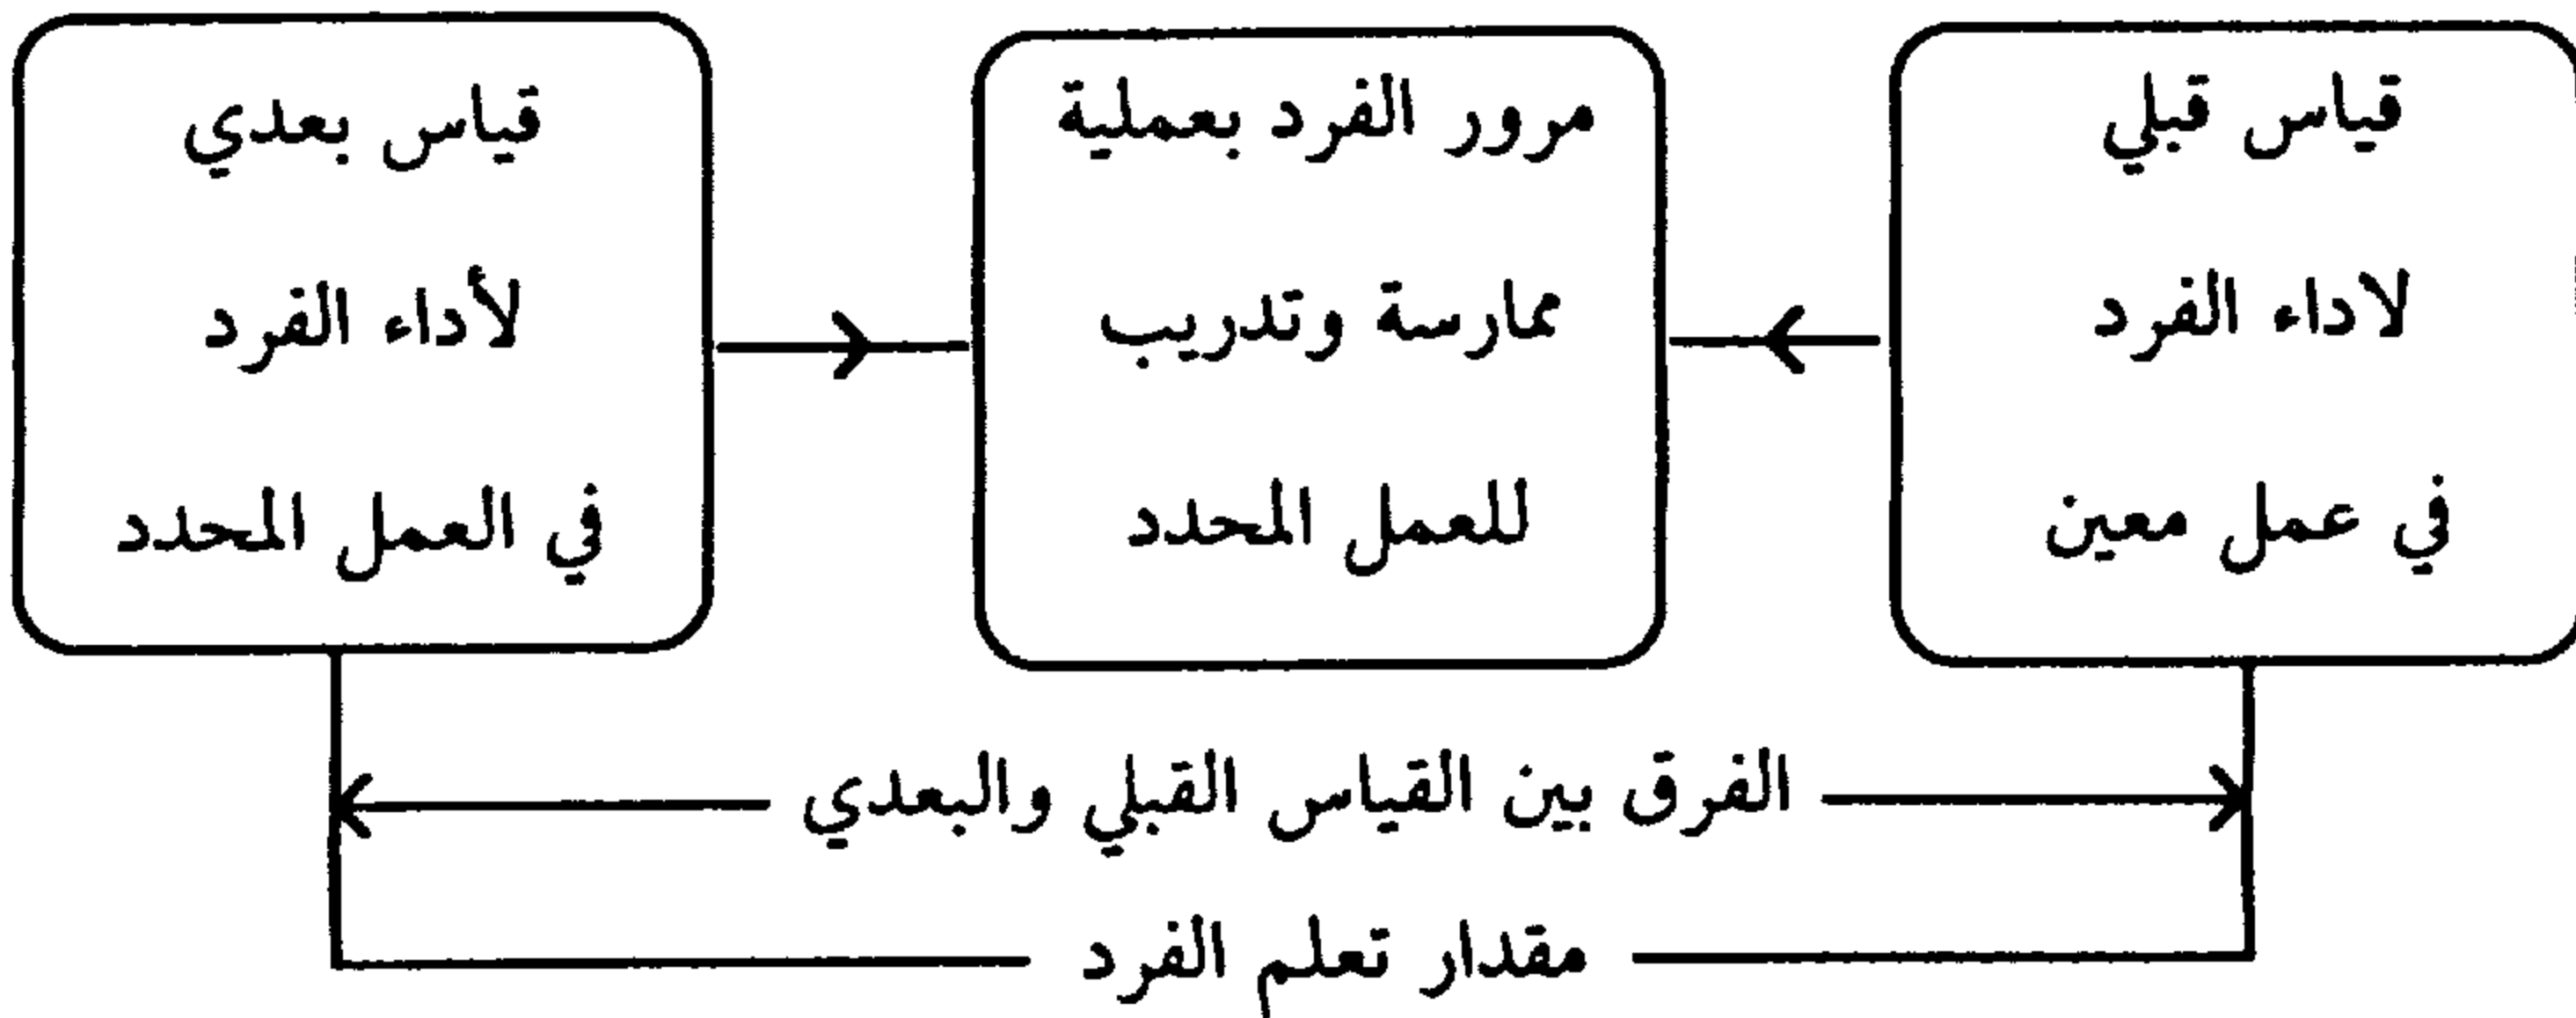 قياس قبلي
لاداء الفرد
في عمل معين
مرور الفرد بعملية
ممارسة وتدريب
للعمل المحدد
قياس بعدي
لأداء الفرد
في العمل المحدد
الفرق بين القياس القبلي والبعدي
مقدار تعلم الفرد